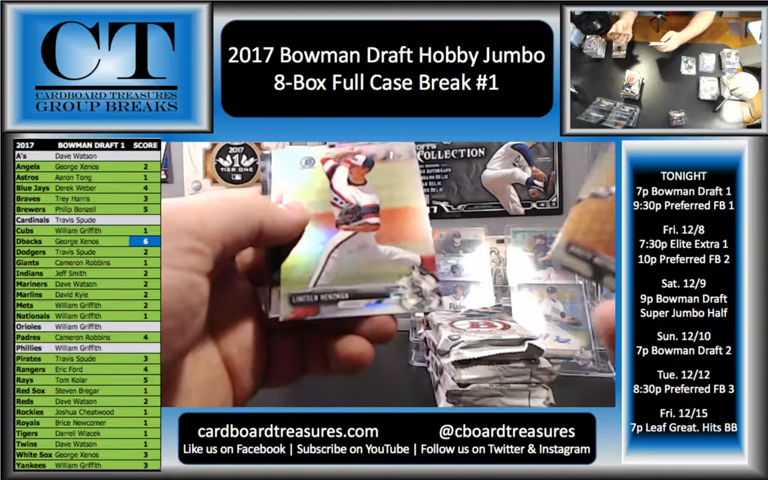 CT
CARDBOARD TREASURES
GROUP BREAKS
2017 Bowman Draft Hobby Jumbo
8-Box Full Case Break #1
2017 BOWMAN DRAFT 1 SCORE
A's Dave Watson
Angels George Xenos 2
Astros Aaron Tong 1
Blue Jays Derek Weber 4
Braves Trey Harris 3
Brewers Philip Bonzell 5
Cardinals Travis Spude
Cubs William Griffith 1
Dbacks George Xenos 6
Dodgers Travis Spude 2
Giants Cameron Robbins 1
Indians Jeff Smith 2
Mariners Dave Watson 2
Marlins David Kyle 2
Mets William Griffith 2
Nationals William Griffith 1
Orioles William Griffith
Padres Cameron Robbins 4
Phillies William Griffith
Pirates Travis Spude 3
Rangers Eric Ford 4
Rays Tom Kolar 5
Red Sox Steven Bregar 1
Reds Dave Watson 2
Rockies Joshua Cheatwood 1
Royals Brice Newcomer 1
Tigers Darrell Wiacek 1
Twins Dave Watson 1
White Sox George Xenos 3
Yankees William Griffith 3
2017
1
TIER ONE
TOPPS
COLLECTION
LINCOLN HENZMAN
B
TONIGHT
7p Bowman Draft 1
9:30p Preferred FB 1
Fri. 12/8
7:30p Elite Extra 1
10p Preferred FB 2
Sat. 12/9
9p Bowman Draft
Super Jumbo Half
Sun. 12/10
7p Bowman Draft 2
Tue. 12/12
8:30p Preferred FB 3
Fri. 12/15
7p Leaf Great. Hits BB
cardboardtreasures.com @cboardtreasures
Like us on Facebook | Subscribe on YouTube | Follow us on Twitter & Instagram